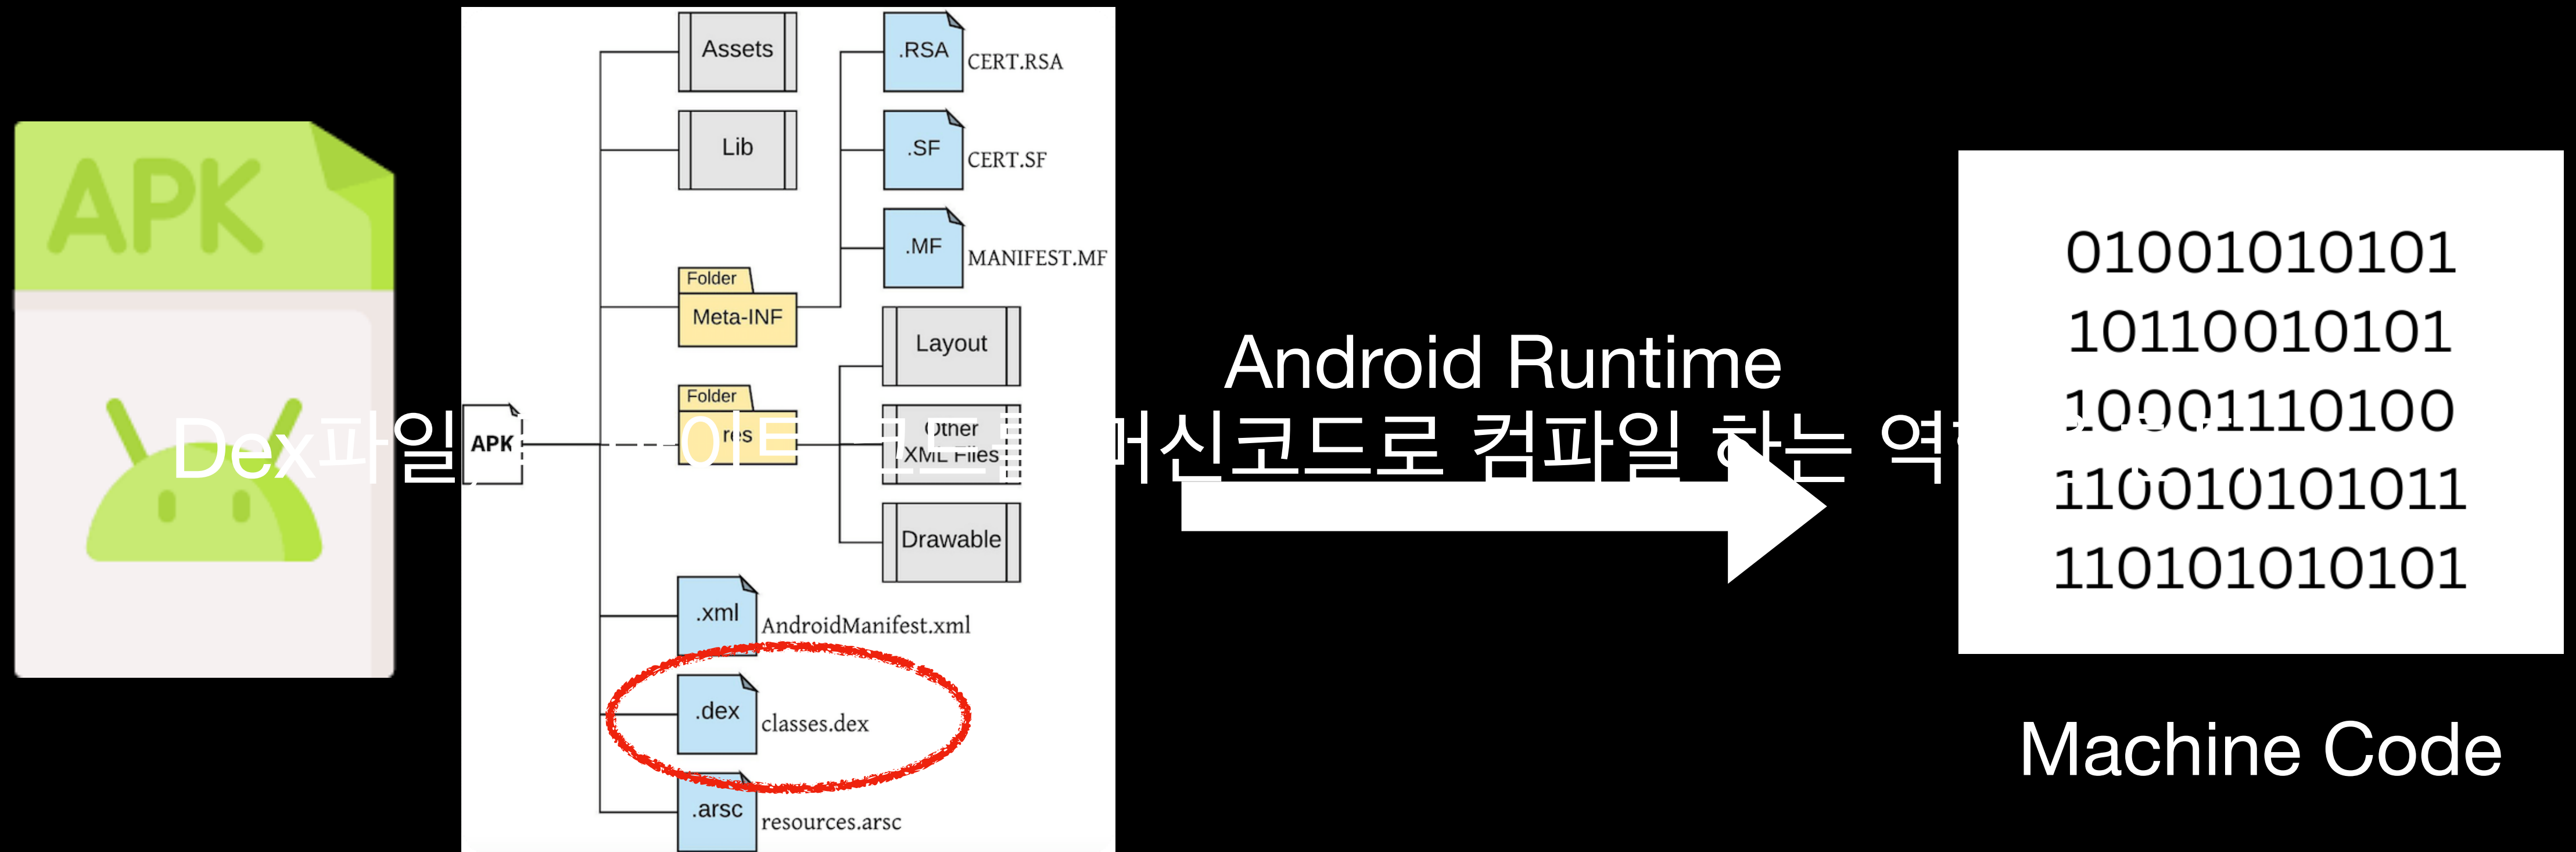 APK
Assets
Lib
Folder
Meta-INF
Folder
res
APK
.RSA
CERT.RSA
.SF
CERT.SF
.MF
MANIFEST.MF
Layout
Other
XML Files
Drawable
.xml
AndroidManifest.xml
.dex
classes.dex
.arsc
resources.arsc
Android Runtime
Dex파일 머신코드로 컴파일 하는
01001010101
10110010101
10001110100
110010101011
110101010101
Machine Code